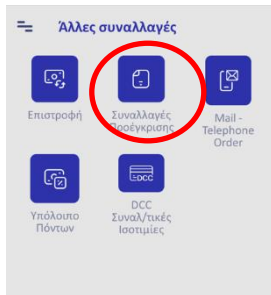 Άλλες συναλλαγές
Επιστροφή
Συναλλαγές
Προέγκρισης
Mail -
Telephone
Order
Υπόλοιπο
Πόντων
DCC
DCC
Συναλ/τικές
Ισοτιμίες